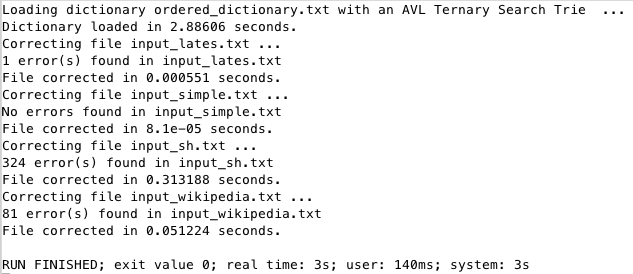 Loading dictionary ordered_dictionary.txt with an AVL Ternary Search Trie ...
Dictionary loaded in 2.88606 seconds.
Correcting file input_lates.txt ...
1 error(s) found in input_lates.txt
File corrected in 0.000551 seconds.
Correcting file input_simple.txt ...
No errors found in input_simple.txt
File corrected in 8.1e-05 seconds.
Correcting file input_sh.txt ...
324 error(s) found in input_sh.txt
File corrected in 0.313188 seconds.
Correcting file input_wikipedia.txt ...
81 error(s) found in input_wikipedia.txt
File corrected in 0.051224 seconds.
RUN FINISHED; exit value 0; real time: 3s; user: 140ms; system: 3s